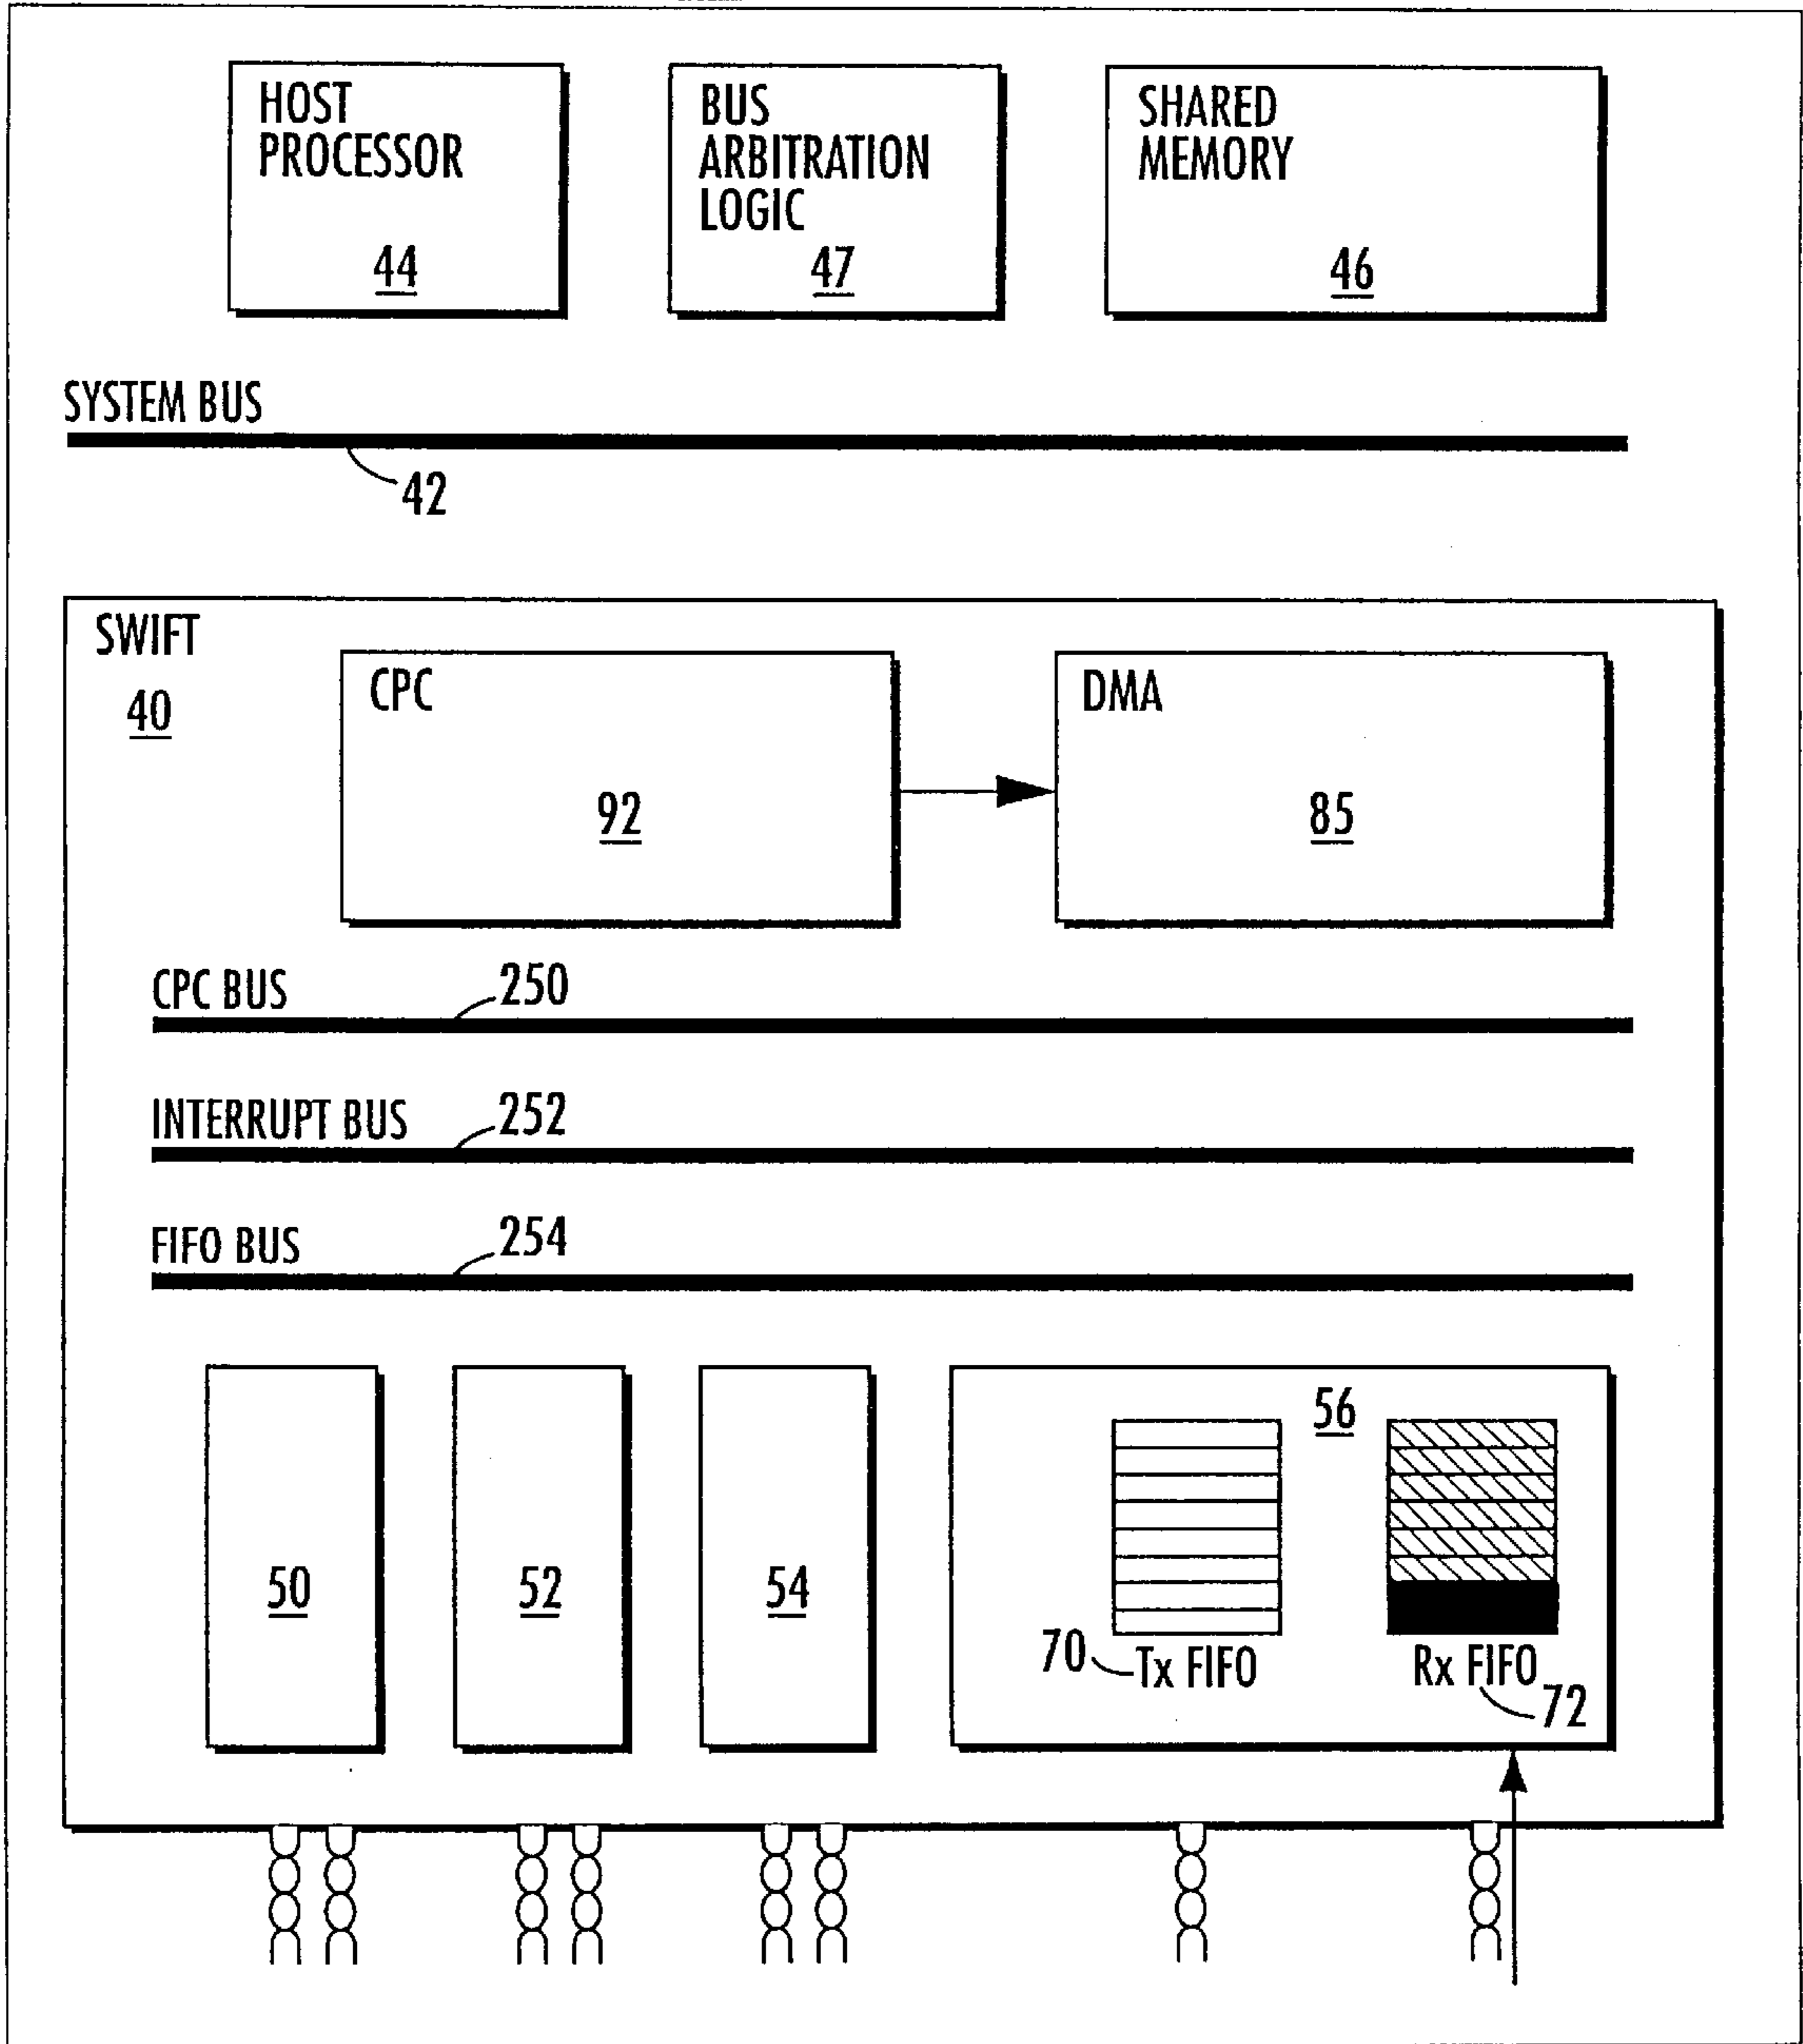 HOST
PROCESSOR
44
BUS
ARBITRATION
LOGIC
47
SHARED
MEMORY
46
SYSTEM BUS
42
SWIFT
40
CPC
92
DMA
85
CPC BUS
250
INTERRUPT BUS
252
FIFO BUS
254
50
52
54
56
70
Tx FIFO
Rx FIFO
72